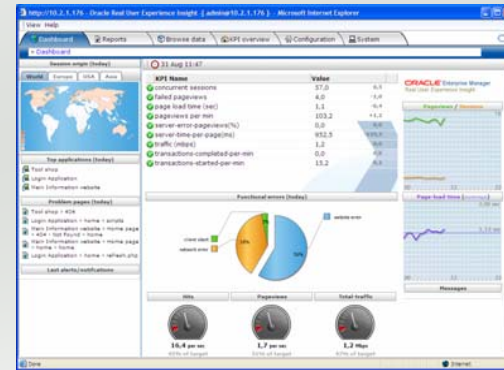 http://10.2.1.176 - Oracle Real User Experience Insight ( admin@10.2.1.176 ) - Microsoft Internet Explorer
View Help
Dashboard
Reports
Browse data
KPI overview
Configuration
System
Dashboard
Session origin (today)
World
Europe
USA
Asia
Top applications (today)
Tool shop
Login Application
Main Information website
Problem pages (today)
Tool shop » 404
Login Application » home » scripts
Main Information website » Home page » 404 - Not Found » home
Main Information website » Home page » home » home
Login Application » home » refresh.php
Last alerts/notifications
31 Aug 11:47
KPI Name Value
concurrent sessions 57,0
failed pageviews 4,0
page load time (sec) 1,1
pageviews per min 103,2
server-error-pageviews(%) 0,0
server-time-per-page(ms) 952,5
traffic (mbps) 1,2
transactions-completed-per-min 0,0
transactions-started-per-min 15,2
Functional errors (today)
client abort
network error
website error
Hits
16,4 per sec
Pageviews
1,7 per sec
Total traffic
1,2 Mbps
ORACLE Enterprise Manager
Real User Experience Insight
Pageviews / Sessions
Page load time
Messages
Done
Internet